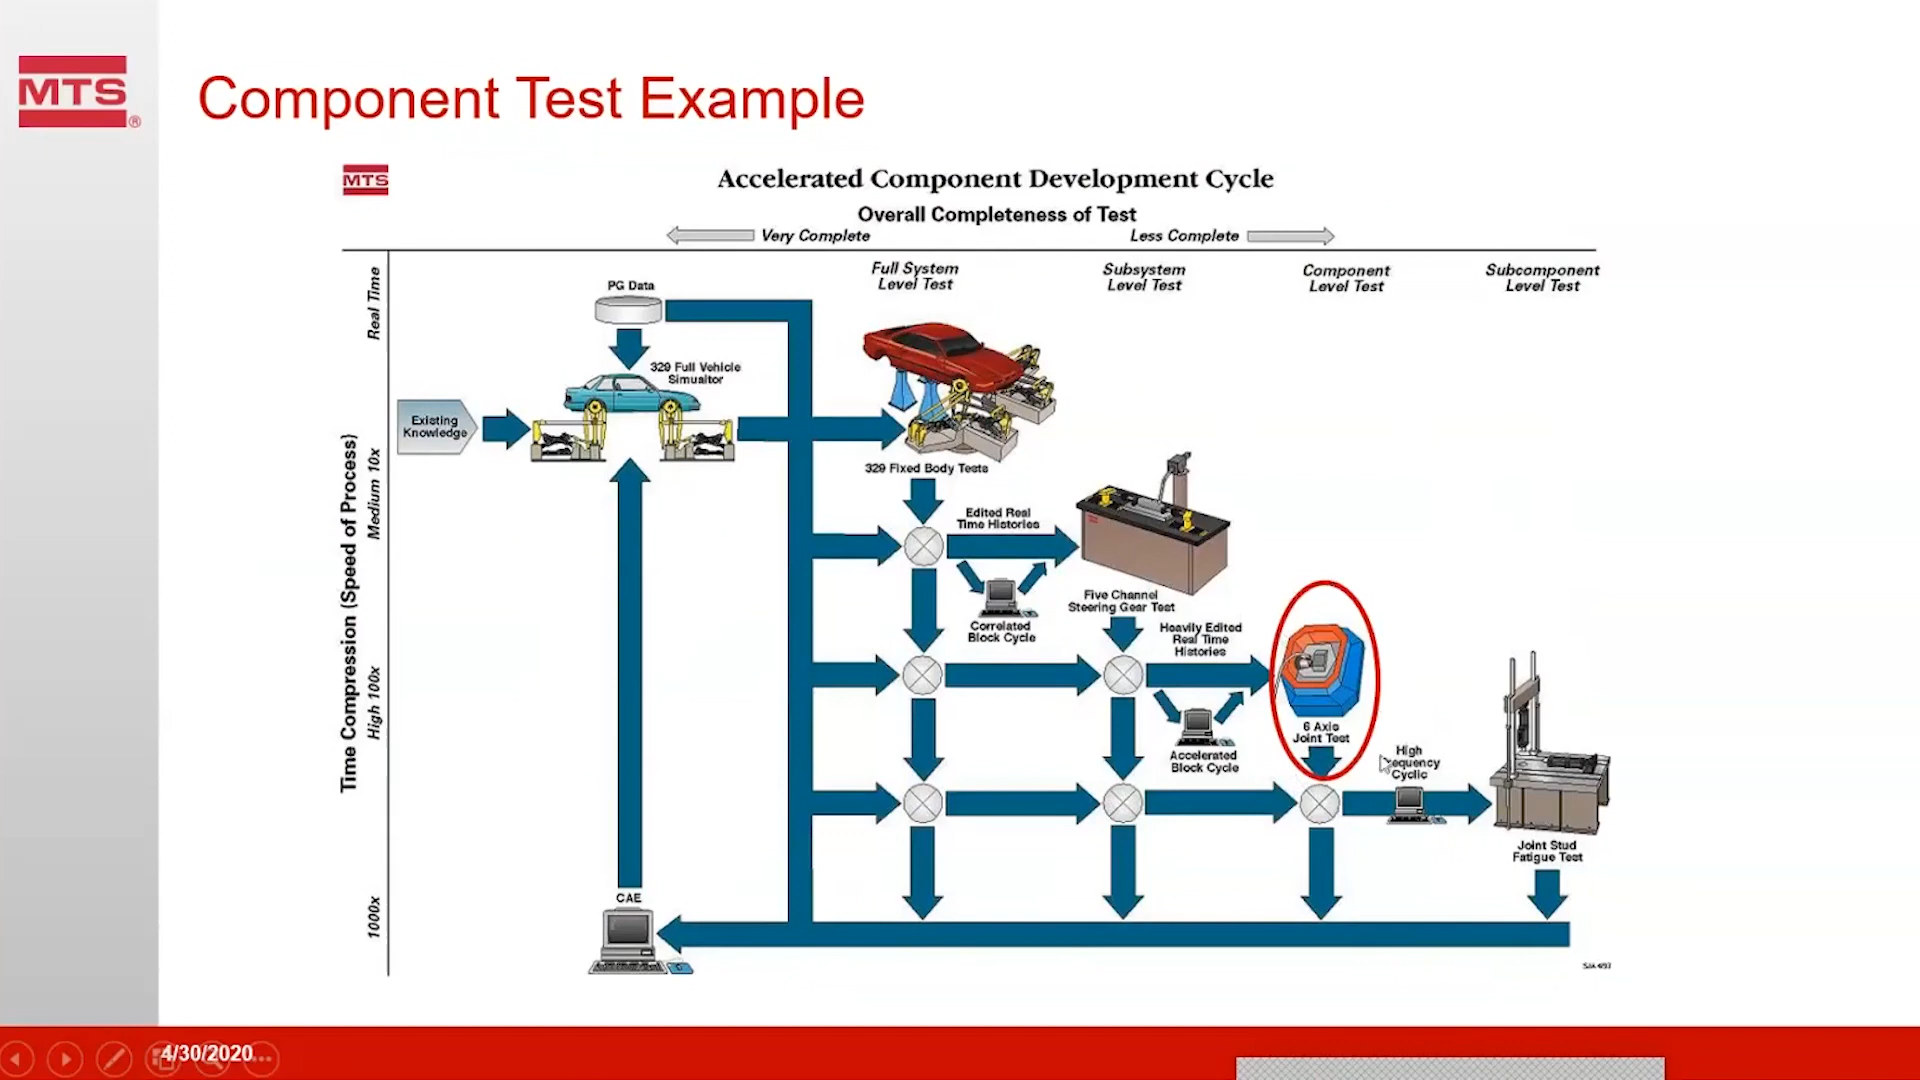 MTS
®
Component Test Example
MTS
Accelerated Component Development Cycle
Overall Completeness of Test
Very Complete
Less Complete
Full System
Level Test
Subsystem
Level Test
Component
Level Test
Subcomponent
Level Test
Time Compression (Speed of Process)
Real Time
Medium 10x
High 100x
1000x
PG Data
329 Full Vehicle
Simualtor
Existing
Knowledge
329 Fixed Body Tests
Edited Real
Time Histories
Correlated
Block Cycle
Five Channel
Steering Gear Test
Heavily Edited
Real Time
Histories
Accelerated
Block Cycle
6 Axis
Joint Test
High
equency
Cyclic
Joint Stud
Fatigue Test
CAE
4/30/2020